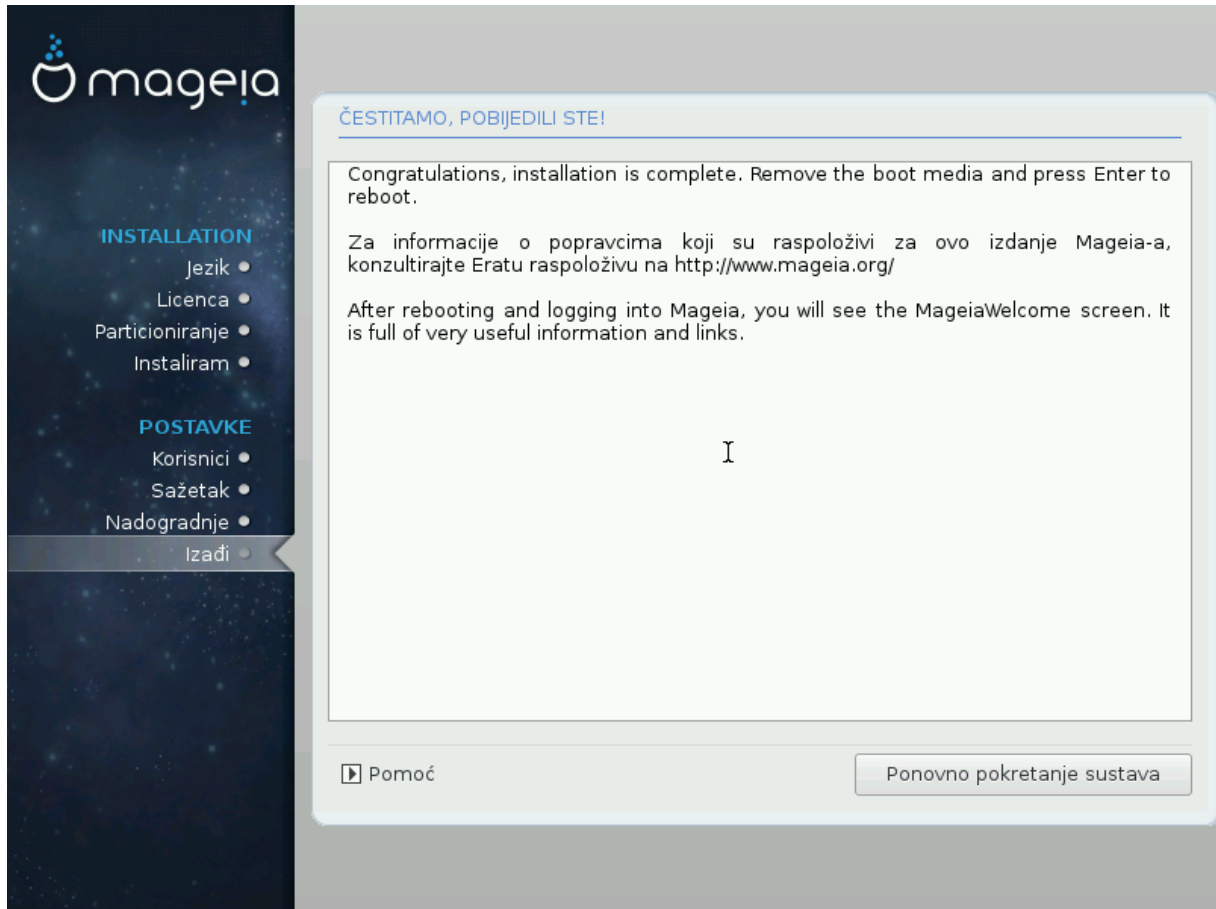 mageia
INSTALLATION
Jezik
Licenca
Particioniranje
Instaliram
POSTAVKE
Korisnici
Sažetak
Nadogradnje
Izađi
ČESTITAMO, POBIJEDILI STE!
Congratulations, installation is complete. Remove the boot media and press Enter to
reboot.
Za informacije o popravcima koji su raspoloživi za ovo izdanje Mageia-a,
konzultirajte Eratu raspoloživu na http://www.mageia.org/
After rebooting and logging into Mageia, you will see the MageiaWelcome screen. It
is full of very useful information and links.
Pomoć
Ponovno pokretanje sustava